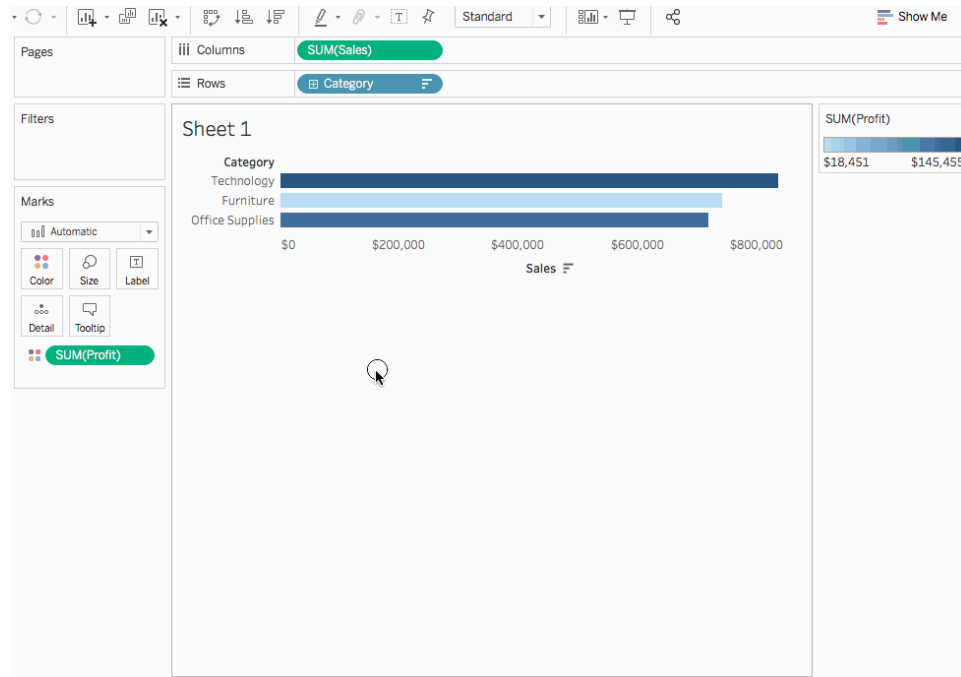 Standard
Show Me
Pages
Columns
SUM(Sales)
Rows
Category
Filters
Sheet 1
SUM(Profit)
$18,451 $145,455
Category
Technology
Furniture
Office Supplies
$0 $200,000 $400,000 $600,000 $800,000
Sales
Marks
Automatic
Color Size Label
T
Detail Tooltip
SUM(Profit)